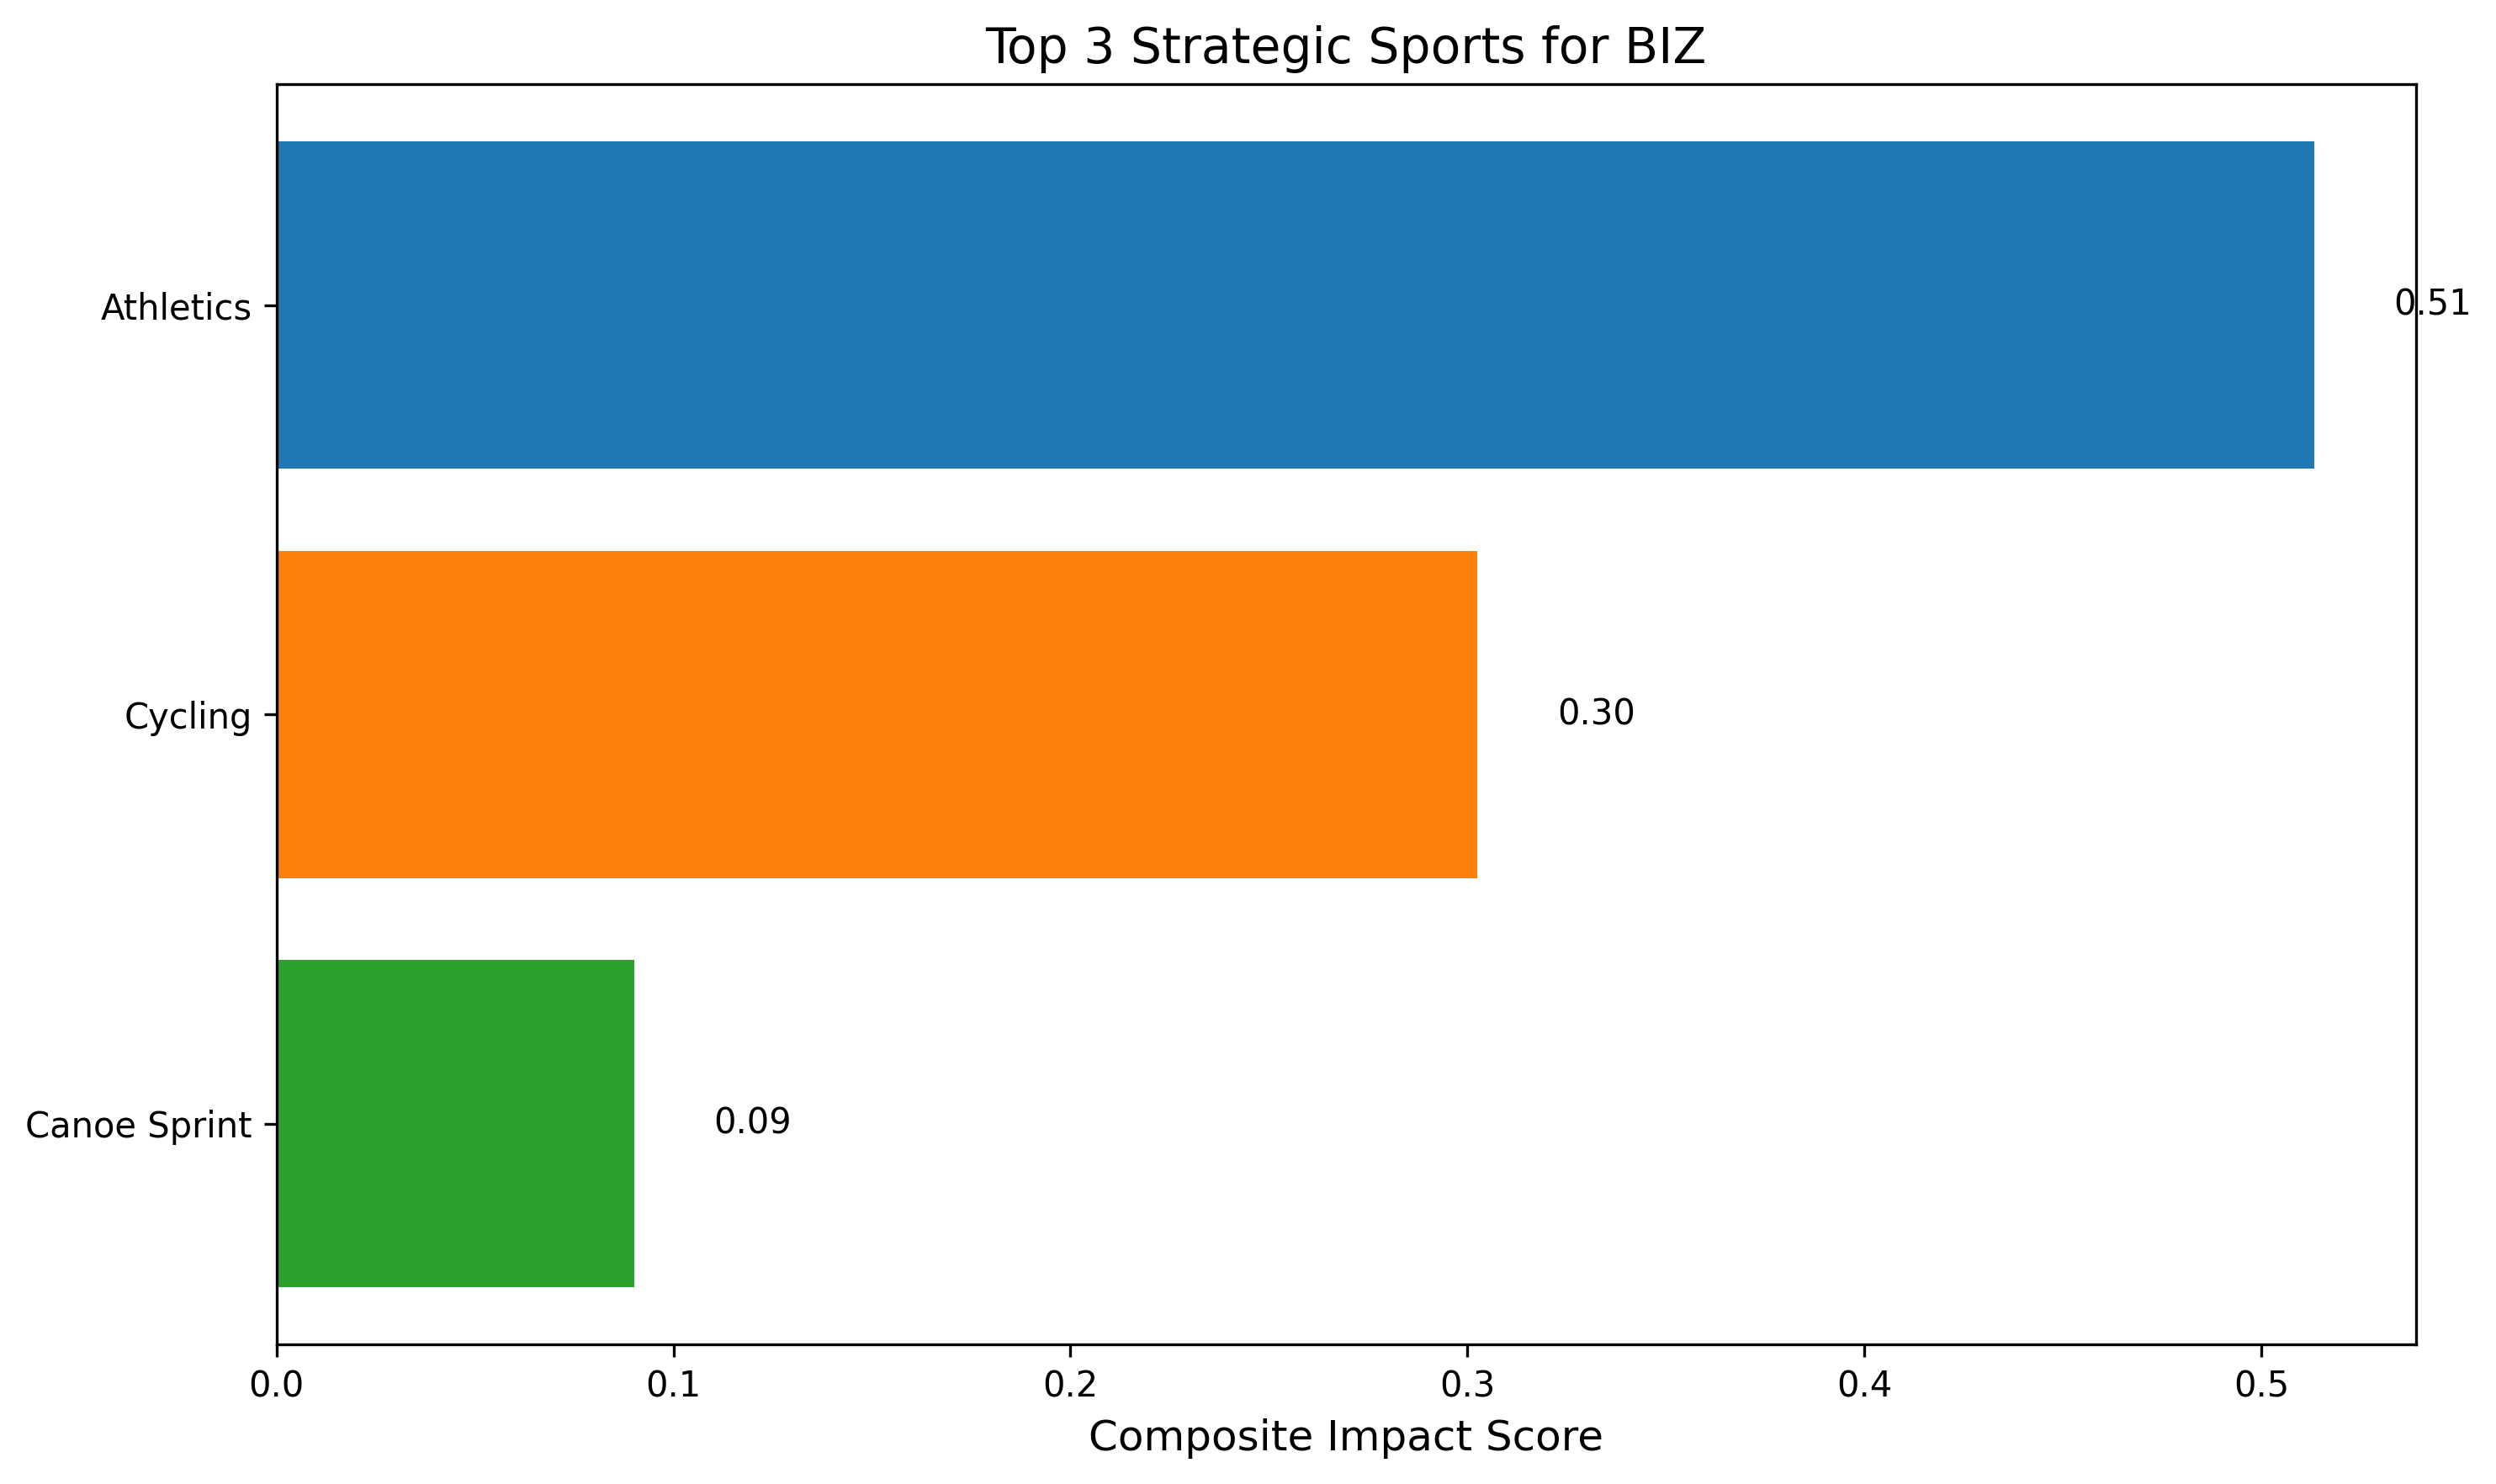 Top 3 Strategic Sports for BIZ
Athletics
0.51
Cycling
0.30
Canoe Sprint
0.09
0.0 0.1 0.2 0.3 0.4 0.5
Composite Impact Score